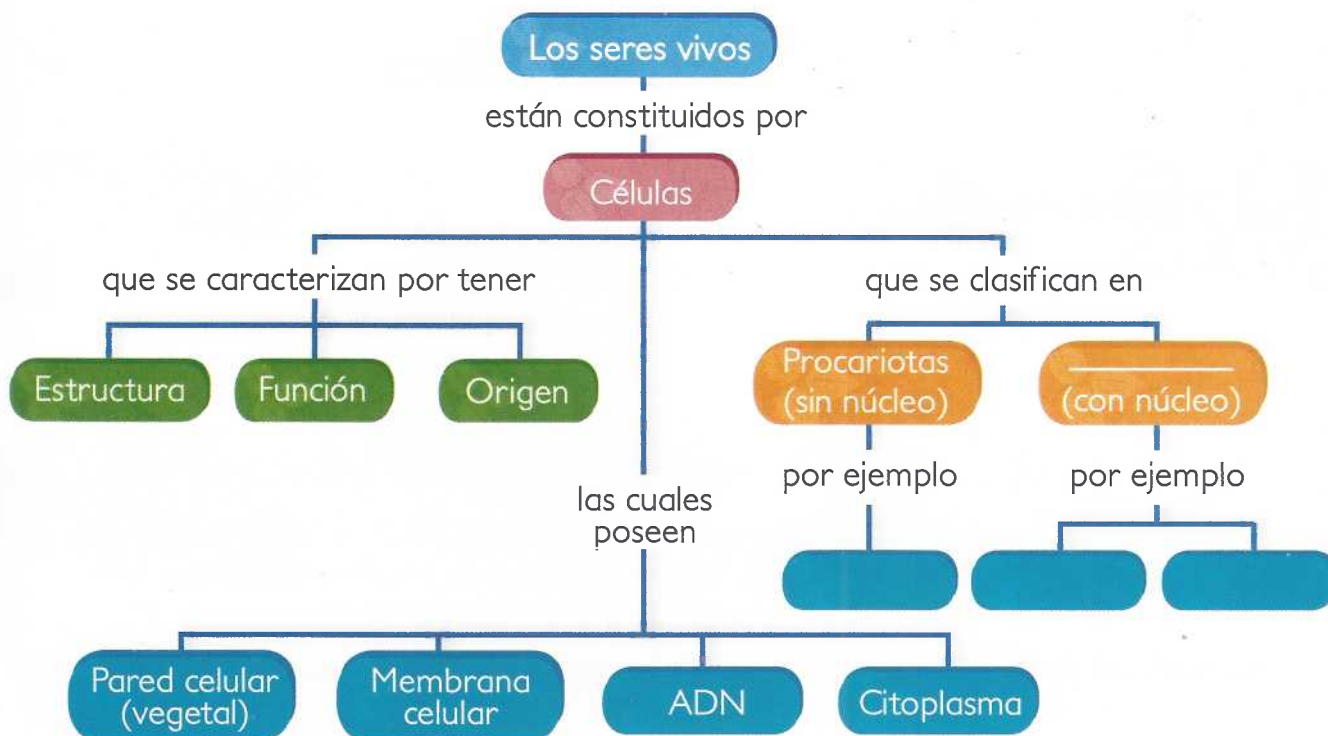 Los seres vivos
están constituidos por
Células
que se caracterizan por tener
que se clasifican en
Estructura
Función
Origen
Procariotas
(sin núcleo)
(con núcleo)
por ejemplo
por ejemplo
las cuales
poseen
Pared celular
(vegetal)
Membrana
celular
ADN
Citoplasma